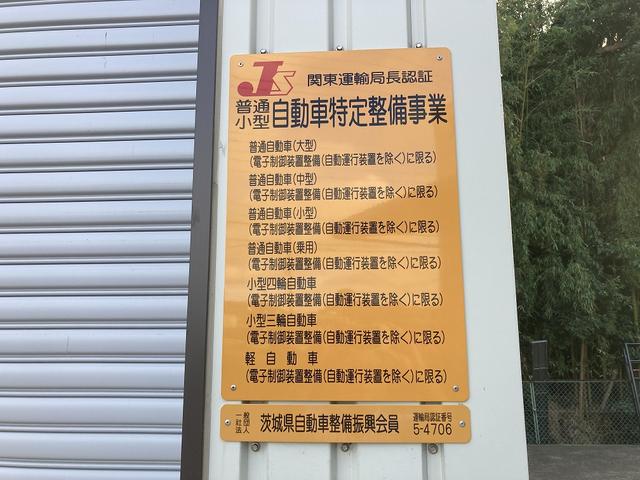 JS 関東運輸局長認証
普通
小型 自動車特定整備事業
普通自動車(大型)
(電子制御装置整備(自動運行装置を除く)に限る)
普通自動車(中型)
(電子制御装置整備(自動運行装置を除く)に限る)
普通自動車(小型)
(電子制御装置整備(自動運行装置を除く)に限る)
普通自動車(乗用)
(電子制御装置整備(自動運行装置を除く)に限る)
小型四輪自動車
(電子制御装置整備(自動運行装置を除く)に限る)
小型三輪自動車
(電子制御装置整備(自動運行装置を除く)に限る)
軽自動車
(電子制御装置整備(自動運行装置を除く)に限る)
一般社団法人 茨城県自動車整備振興会員 運輸局認証番号
5-4706